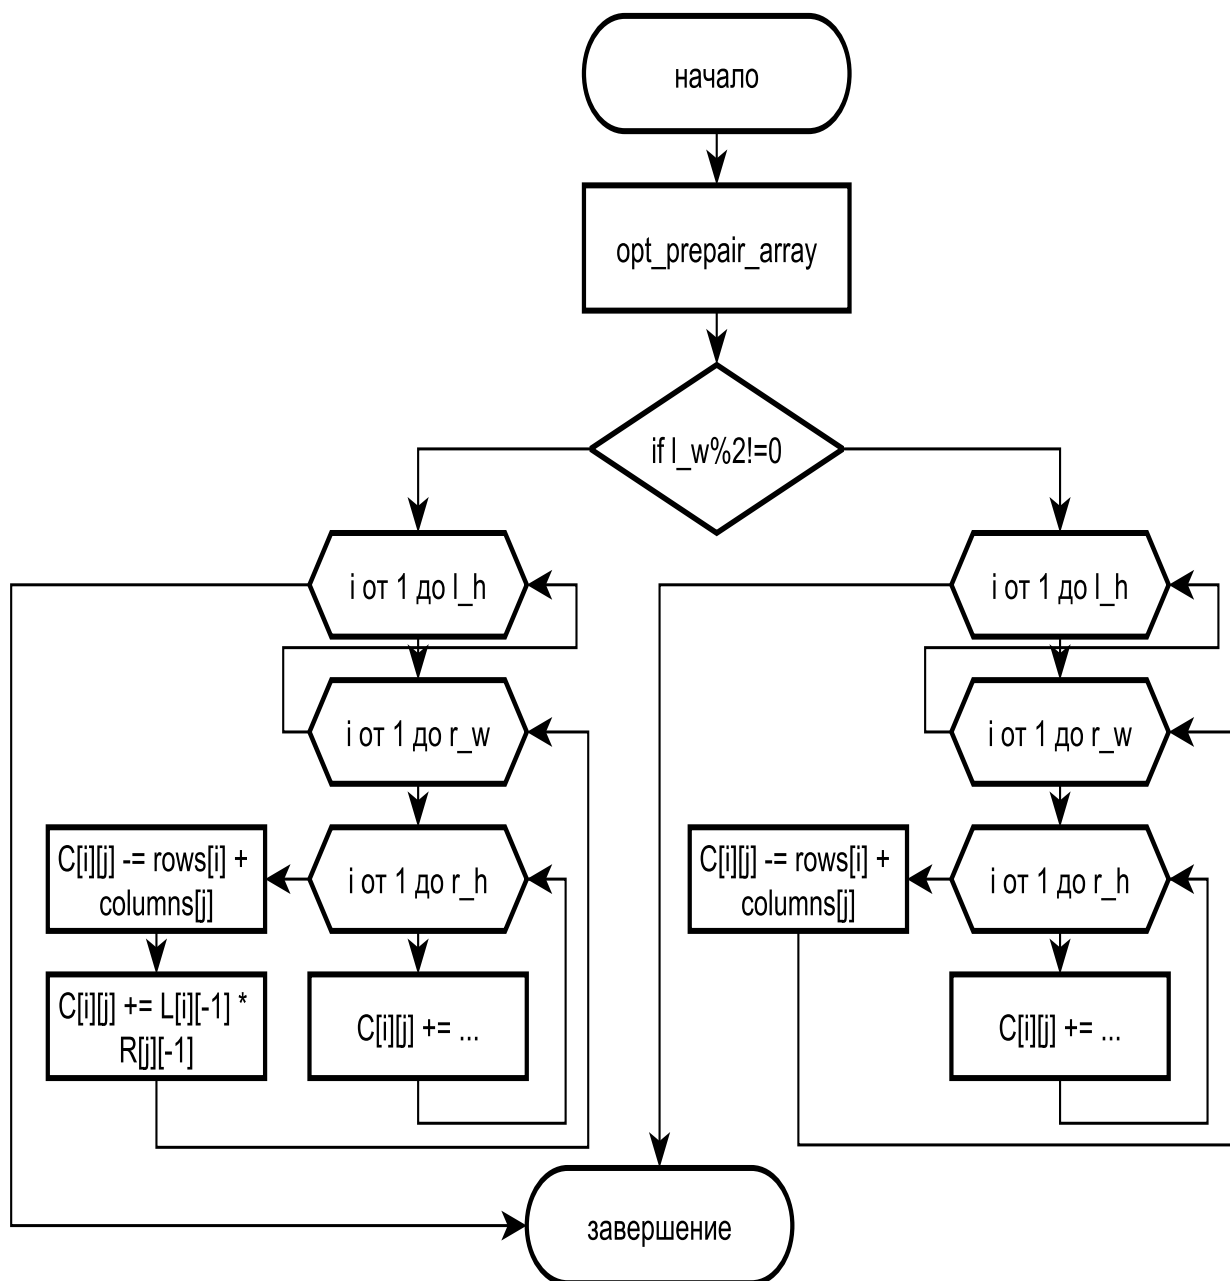 начало
opt_prepair_array
if l_w%2!=0
i от 1 до l_h
i от 1 до l_h
i от 1 до r_w
i от 1 до r_w
C[i][j] -= rows[i] +
columns[j]
i от 1 до r_h
C[i][j] -= rows[i] +
columns[j]
i от 1 до r_h
C[i][j] += L[i][-1] *
R[j][-1]
C[i][j] += ...
C[i][j] += ...
завершение